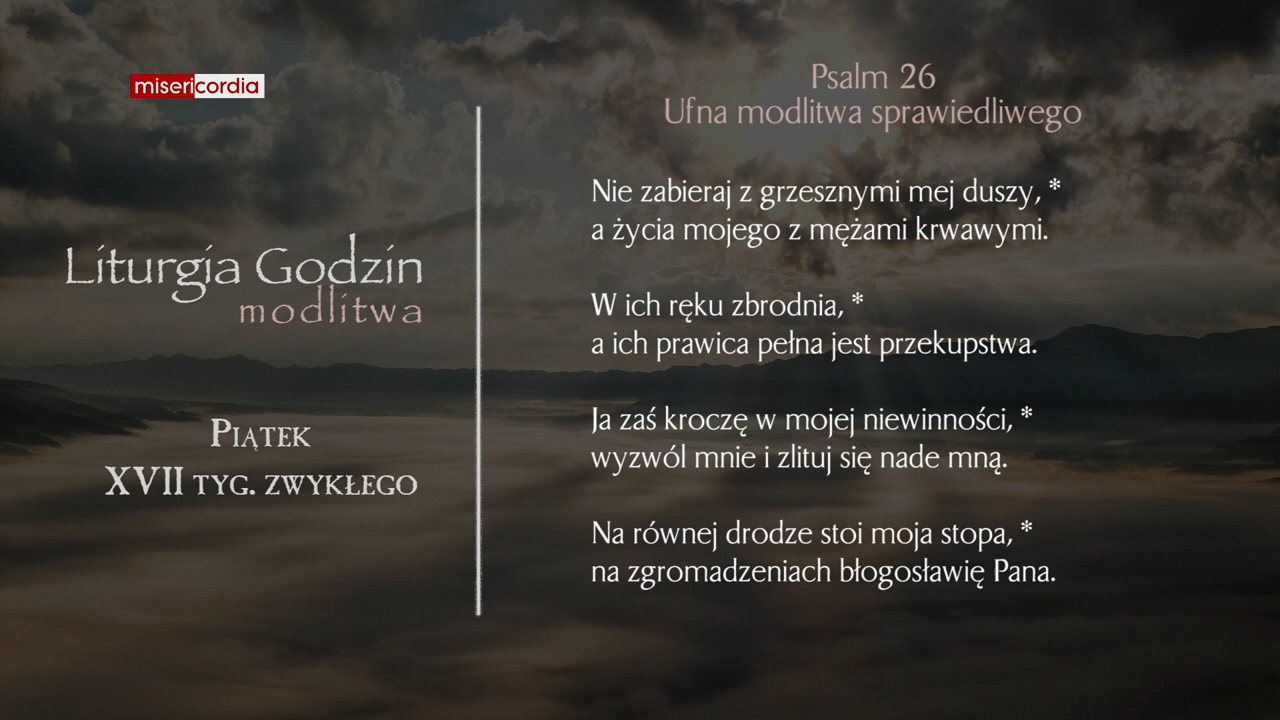 misericordia
Liturgia Godzin
modlitwa
Piątek
XVII tyg. zwykłego
Psalm 26
Ufna modlitwa sprawiedliwego
Nie zabieraj z grzesznymi mej duszy, *
a życia mojego z mężami krwawymi.
W ich ręku zbrodnia, *
a ich prawica pełna jest przekupstwa.
Ja zaś kroczę w mojej niewinności, *
wyzwól mnie i zlituj się nade mną.
Na równej drodze stoi moja stopa, *
na zgromadzeniach błogosławię Pana.